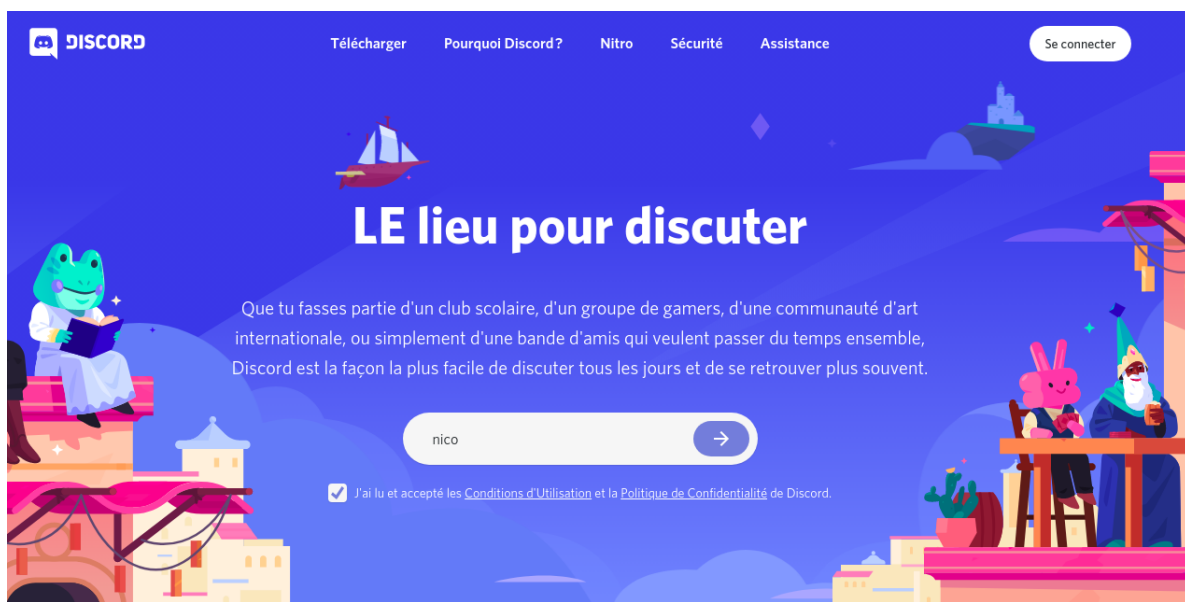 DISCORD
Télécharger
Pourquoi Discord ?
Nitro
Sécurité
Assistance
Se connecter
LE lieu pour discuter
Que tu fasses partie d'un club scolaire, d'un groupe de gamers, d'une communauté d'art
internationale, ou simplement d'une bande d'amis qui veulent passer du temps ensemble,
Discord est la façon la plus facile de discuter tous les jours et de se retrouver plus souvent.
nico
J'ai lu et accepté les Conditions d'Utilisation et la Politique de Confidentialité de Discord.